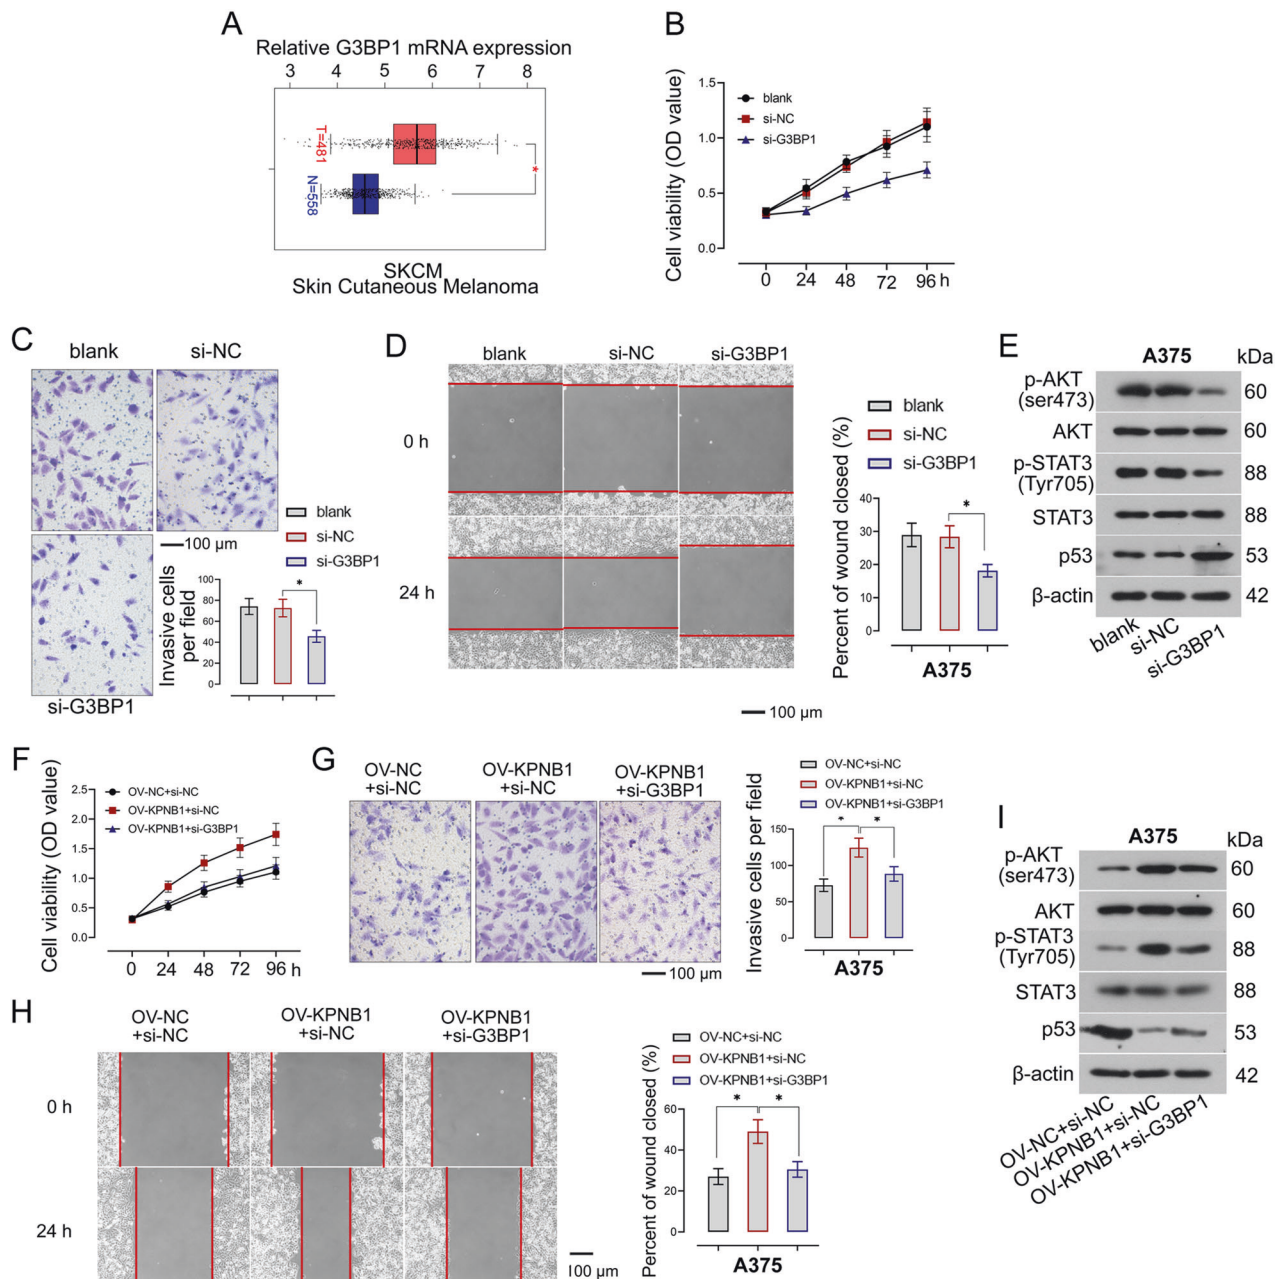 A
Relative G3BP1 mRNA expression
3 4 5 6 7 8
T=481
*
N=558
SKCM
Skin Cutaneous Melanoma
B
Cell viability (OD value)
1.5
1.0
0.5
0.0
blank
si-NC
si-G3BP1
0 24 48 72 96 h
C
blank si-NC
100 µm
si-G3BP1
blank
si-NC
si-G3BP1
Invasive cells
per field
100
80
60
40
20
0
*
D
blank si-NC si-G3BP1
0 h
24 h
100 µm
blank
si-NC
si-G3BP1
Percent of wound closed (%)
40
30
20
10
0
*
A375
E
A375 kDa
p-AKT
(ser473) 60
AKT 60
p-STAT3
(Tyr705) 88
STAT3 88
p53 53
β-actin 42
blank
si-NC
si-G3BP1
F
Cell viability (OD value)
2.5
2.0
1.5
1.0
0.5
0.0
OV-NC+si-NC
OV-KPNB1+si-NC
OV-KPNB1+si-G3BP1
0 24 48 72 96 h
G
OV-NC
+si-NC
OV-KPNB1
+si-NC
OV-KPNB1
+si-G3BP1
100 µm
OV-NC+si-NC
OV-KPNB1+si-NC
OV-KPNB1+si-G3BP1
Invasive cells per field
150
100
50
0
* *
A375
H
OV-NC
+si-NC
OV-KPNB1
+si-NC
OV-KPNB1
+si-G3BP1
0 h
24 h
100 µm
OV-NC+si-NC
OV-KPNB1+si-NC
OV-KPNB1+si-G3BP1
Percent of wound closed (%)
60
40
20
0
* *
A375
I
A375 kDa
p-AKT
(ser473) 60
AKT 60
p-STAT3
(Tyr705) 88
STAT3 88
p53 53
β-actin 42
OV-NC+si-NC
OV-KPNB1+si-NC
OV-KPNB1+si-G3BP1